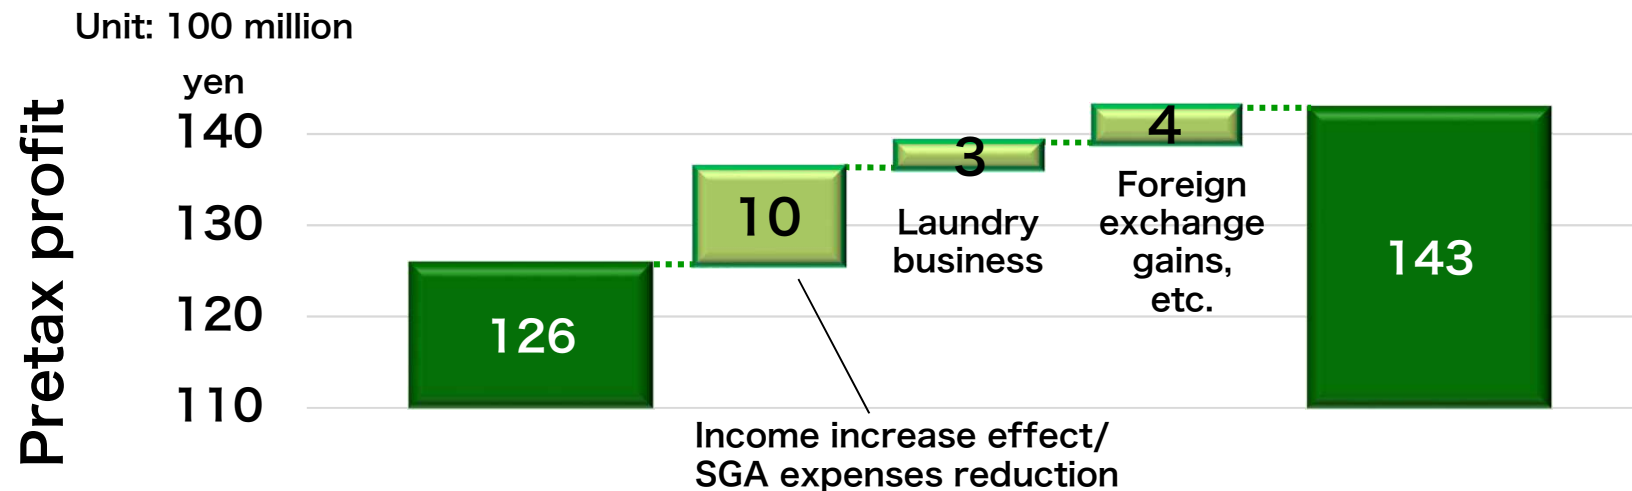 Unit: 100 million
yen
Pretax profit
140
130
120
110
126
10
3
4
143
Laundry
business
Foreign
exchange
gains,
etc.
Income increase effect/
SGA expenses reduction